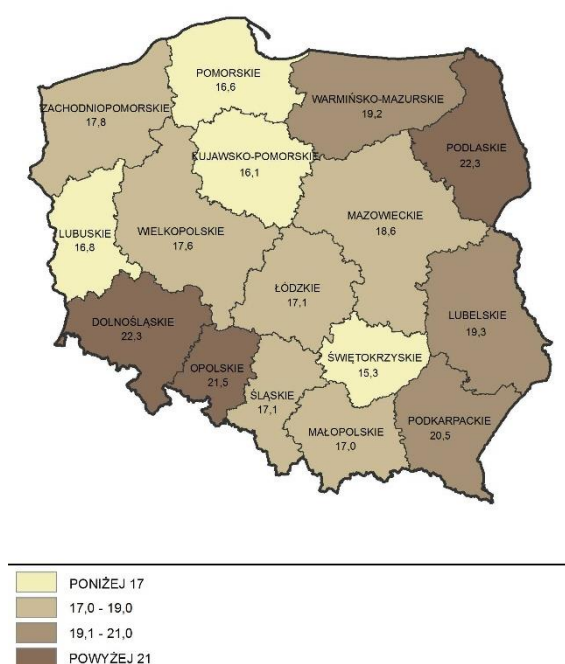 POMORSKIE
16,6
ZACHODNIOPOMORSKIE
17,8
WARMIŃSKO-MAZURSKIE
19,2
PODLASKIE
22,3
KUJAWSKO-POMORSKIE
16,1
LUBUSKIE
16,8
WIELKOPOLSKIE
17,6
MAZOWIECKIE
18,6
ŁÓDZKIE
17,1
LUBELSKIE
19,3
DOLNOŚLĄSKIE
22,3
OPOLSKIE
21,5
ŚWIĘTOKRZYSKIE
15,3
ŚLĄSKIE
17,1
MAŁOPOLSKIE
17,0
PODKARPACKIE
20,5
PONIŻEJ 17
17,0 - 19,0
19,1 - 21,0
POWYŻEJ 21